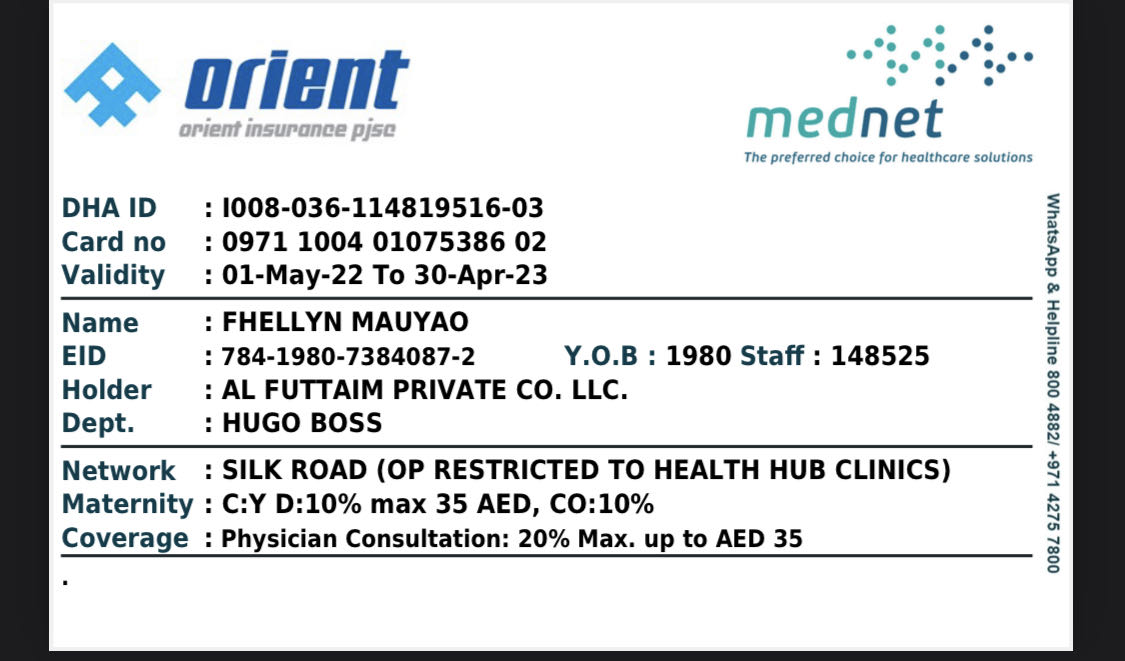 orient
orient insurance pjsc
mednet
The preferred choice for healthcare solutions
DHA ID : I008-036-114819516-03
Card no : 0971 1004 01075386 02
Validity : 01-May-22 To 30-Apr-23
Name : FHELLYN MAUYAO
EID : 784-1980-7384087-2 Y.O.B : 1980 Staff : 148525
Holder : AL FUTTAIM PRIVATE CO. LLC.
Dept. : HUGO BOSS
Network : SILK ROAD (OP RESTRICTED TO HEALTH HUB CLINICS)
Maternity : C:Y D:10% max 35 AED, CO:10%
Coverage : Physician Consultation: 20% Max. up to AED 35
.
WhatsApp & Helpline 800 4882/ +971 4275 7800